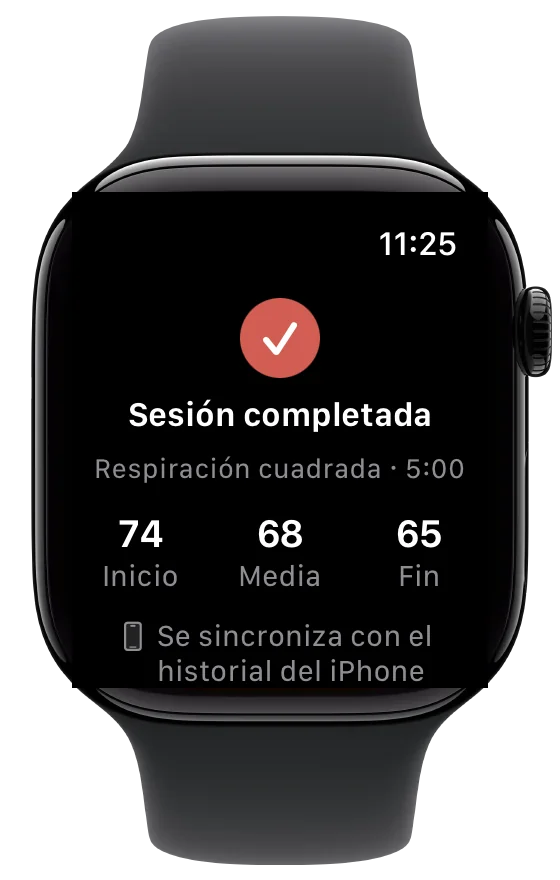 11:25
Sesión completada
Respiración cuadrada · 5:00
74 68 65
Inicio Media Fin
Se sincroniza con el
historial del iPhone